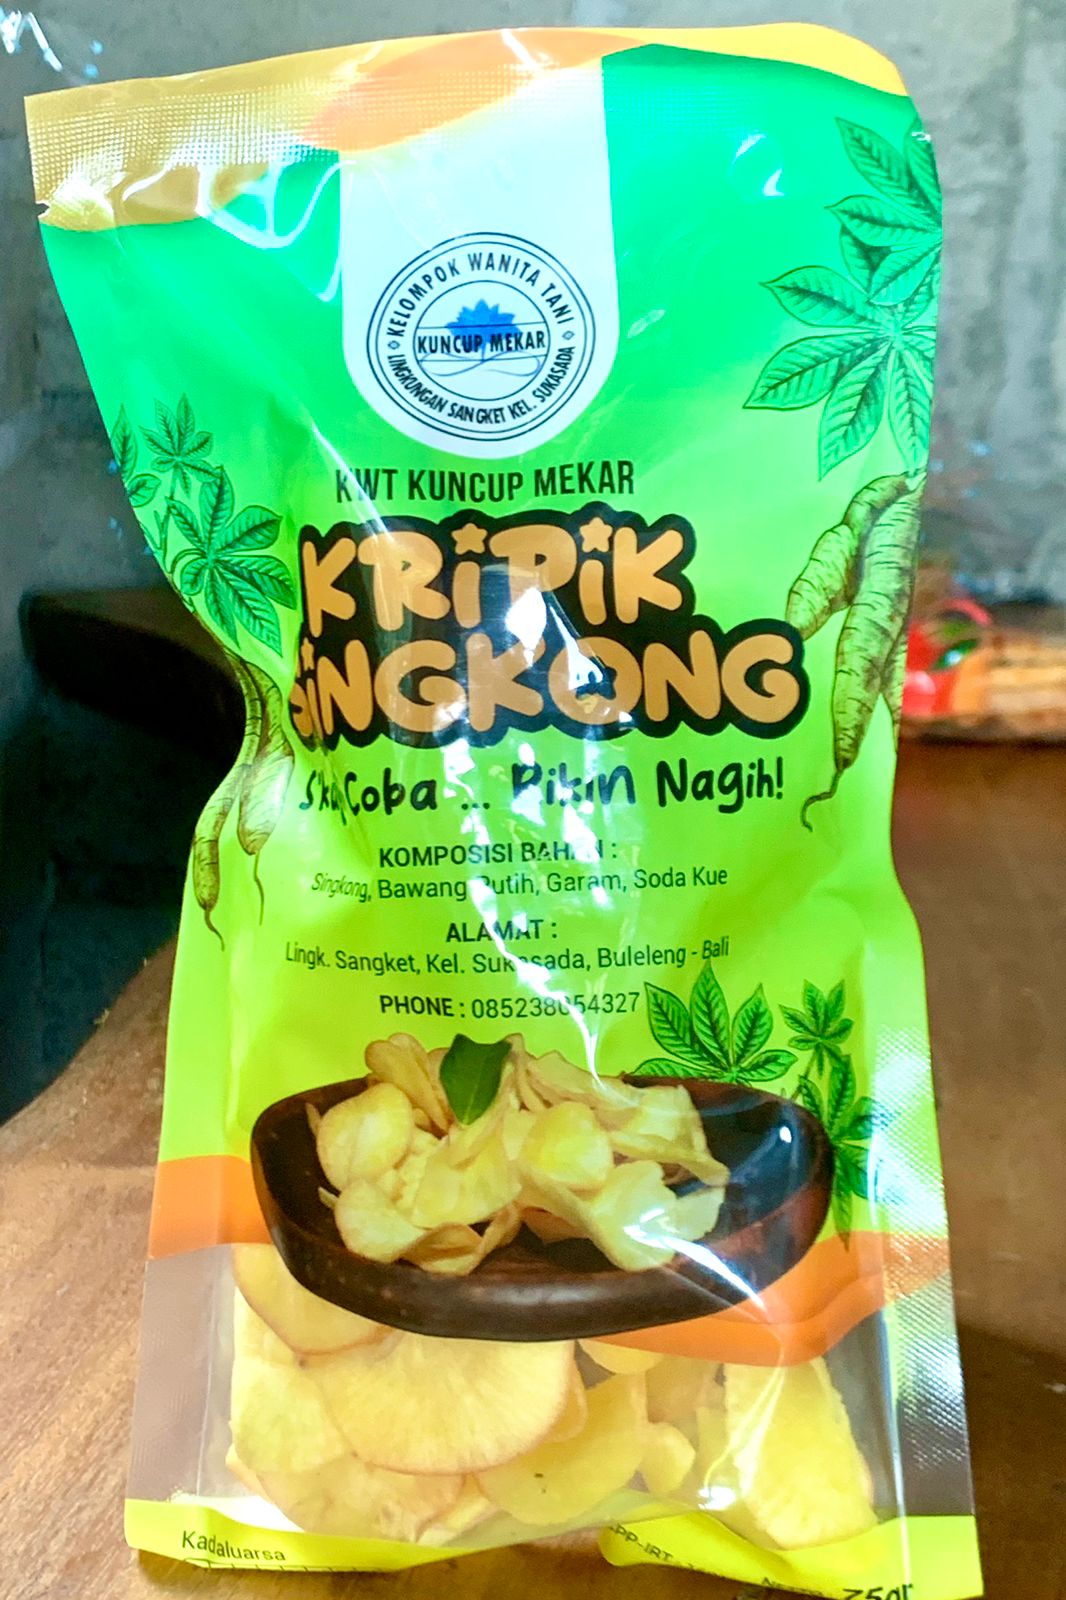 KELOMPOK WANITA TANI
KUNCUP MEKAR
LINGKUNGAN SANGKET KEL. SUKASADA
KWT KUNCUP MEKAR
KRiPiK
SiNGKONG
Coba ... Bikin Nagih!
KOMPOSISI BAHAN :
Singkong, Bawang Putih, Garam, Soda Kue
ALAMAT :
Lingk. Sangket, Kel. Sukasada, Buleleng - Bali
PHONE :
Kadaluarsa
75gr